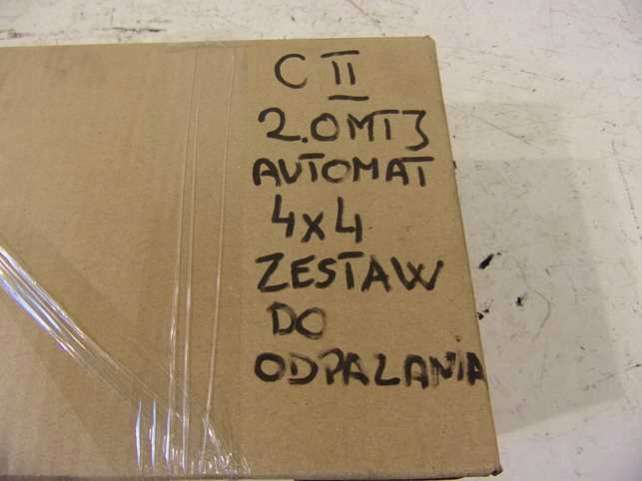 C II
2.0 MTJ
AUTOMAT
4x4
ZESTAW
DO
ODPALANIA